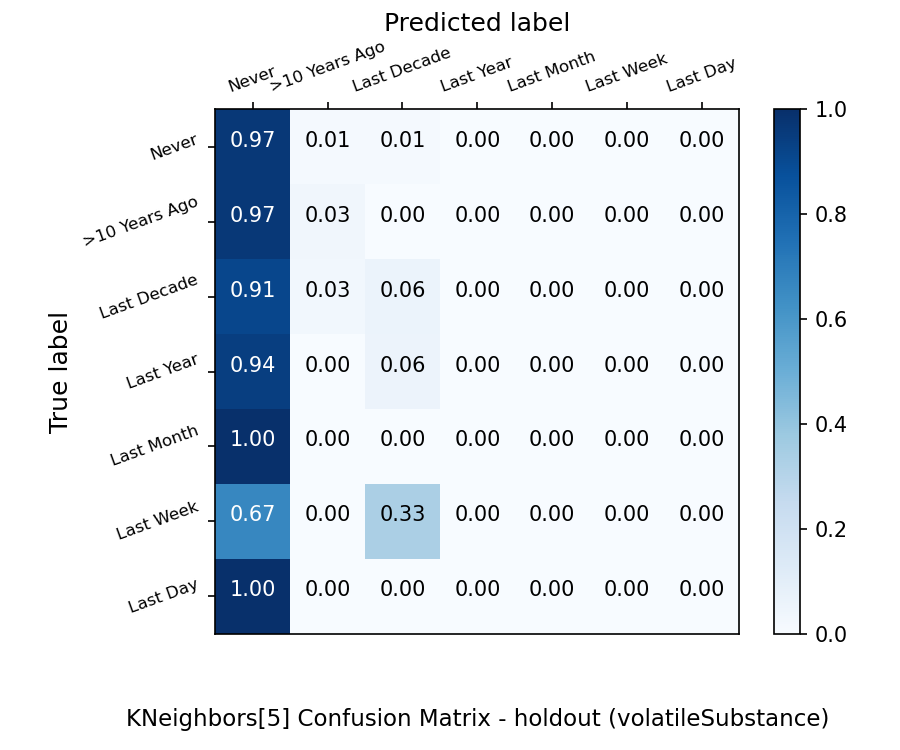 Predicted label
Never >10 Years Ago Last Decade Last Year Last Month Last Week Last Day
True label
Never 0.97 0.01 0.01 0.00 0.00 0.00 0.00
>10 Years Ago 0.97 0.03 0.00 0.00 0.00 0.00 0.00
Last Decade 0.91 0.03 0.06 0.00 0.00 0.00 0.00
Last Year 0.94 0.00 0.06 0.00 0.00 0.00 0.00
Last Month 1.00 0.00 0.00 0.00 0.00 0.00 0.00
Last Week 0.67 0.00 0.33 0.00 0.00 0.00 0.00
Last Day 1.00 0.00 0.00 0.00 0.00 0.00 0.00
1.0
0.8
0.6
0.4
0.2
0.0
KNeighbors[5] Confusion Matrix - holdout (volatileSubstance)